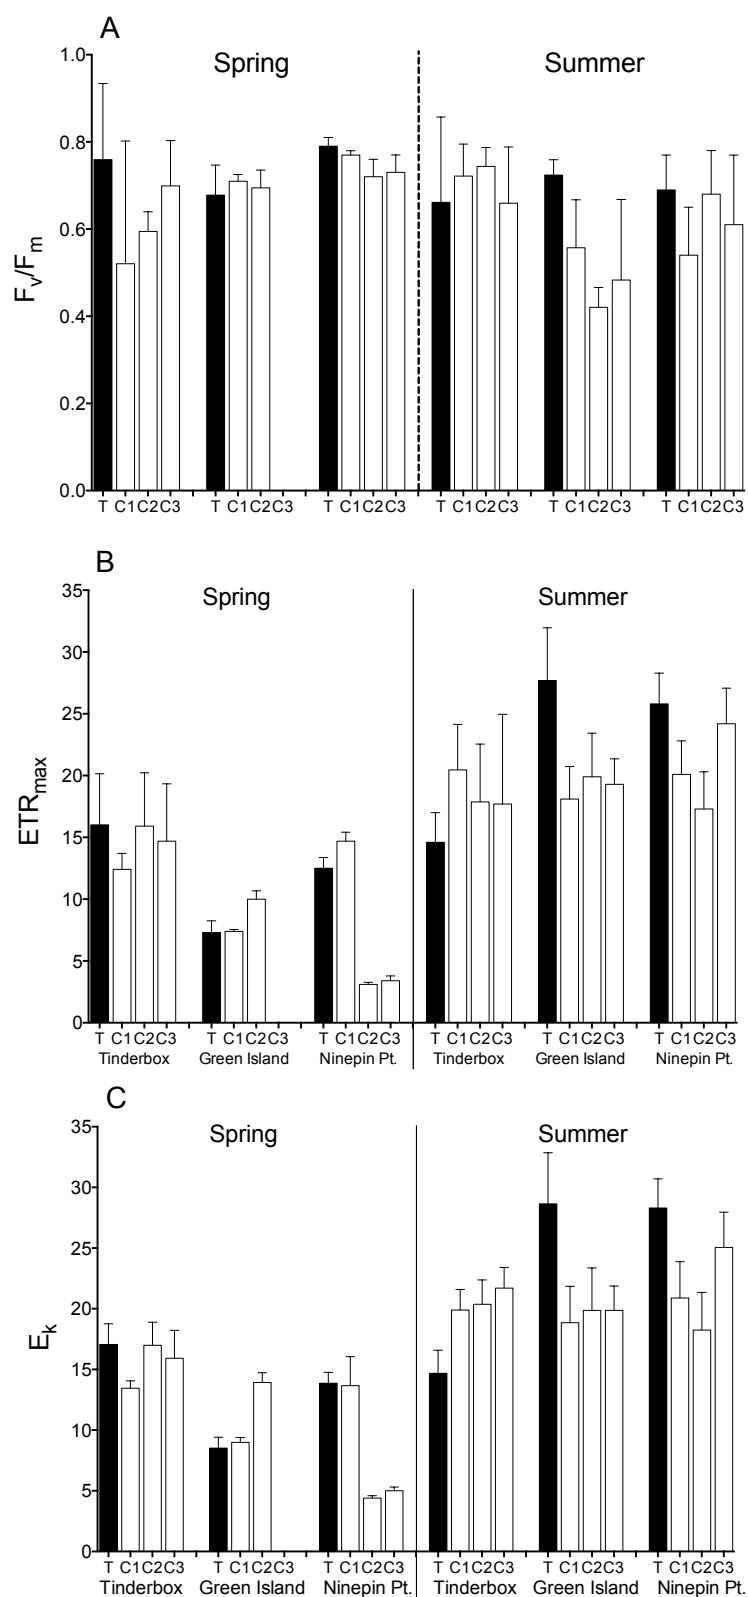 A
Spring Summer
1.0
0.8
0.6
0.4
0.2
0.0
Fv/Fm
T C1C2C3 T C1C2C3 T C1C2C3 T C1C2C3 T C1C2C3 T C1C2C3
B
Spring Summer
35
30
25
20
15
10
5
0
ETRmax
T C1C2C3 T C1C2C3 T C1C2C3 T C1C2C3 T C1C2C3 T C1C2C3
Tinderbox Green Island Ninepin Pt. Tinderbox Green Island Ninepin Pt.
C
Spring Summer
35
30
25
20
15
10
5
0
Ek
T C1C2C3 T C1C2C3 T C1C2C3 T C1C2C3 T C1C2C3 T C1C2C3
Tinderbox Green Island Ninepin Pt. Tinderbox Green Island Ninepin Pt.